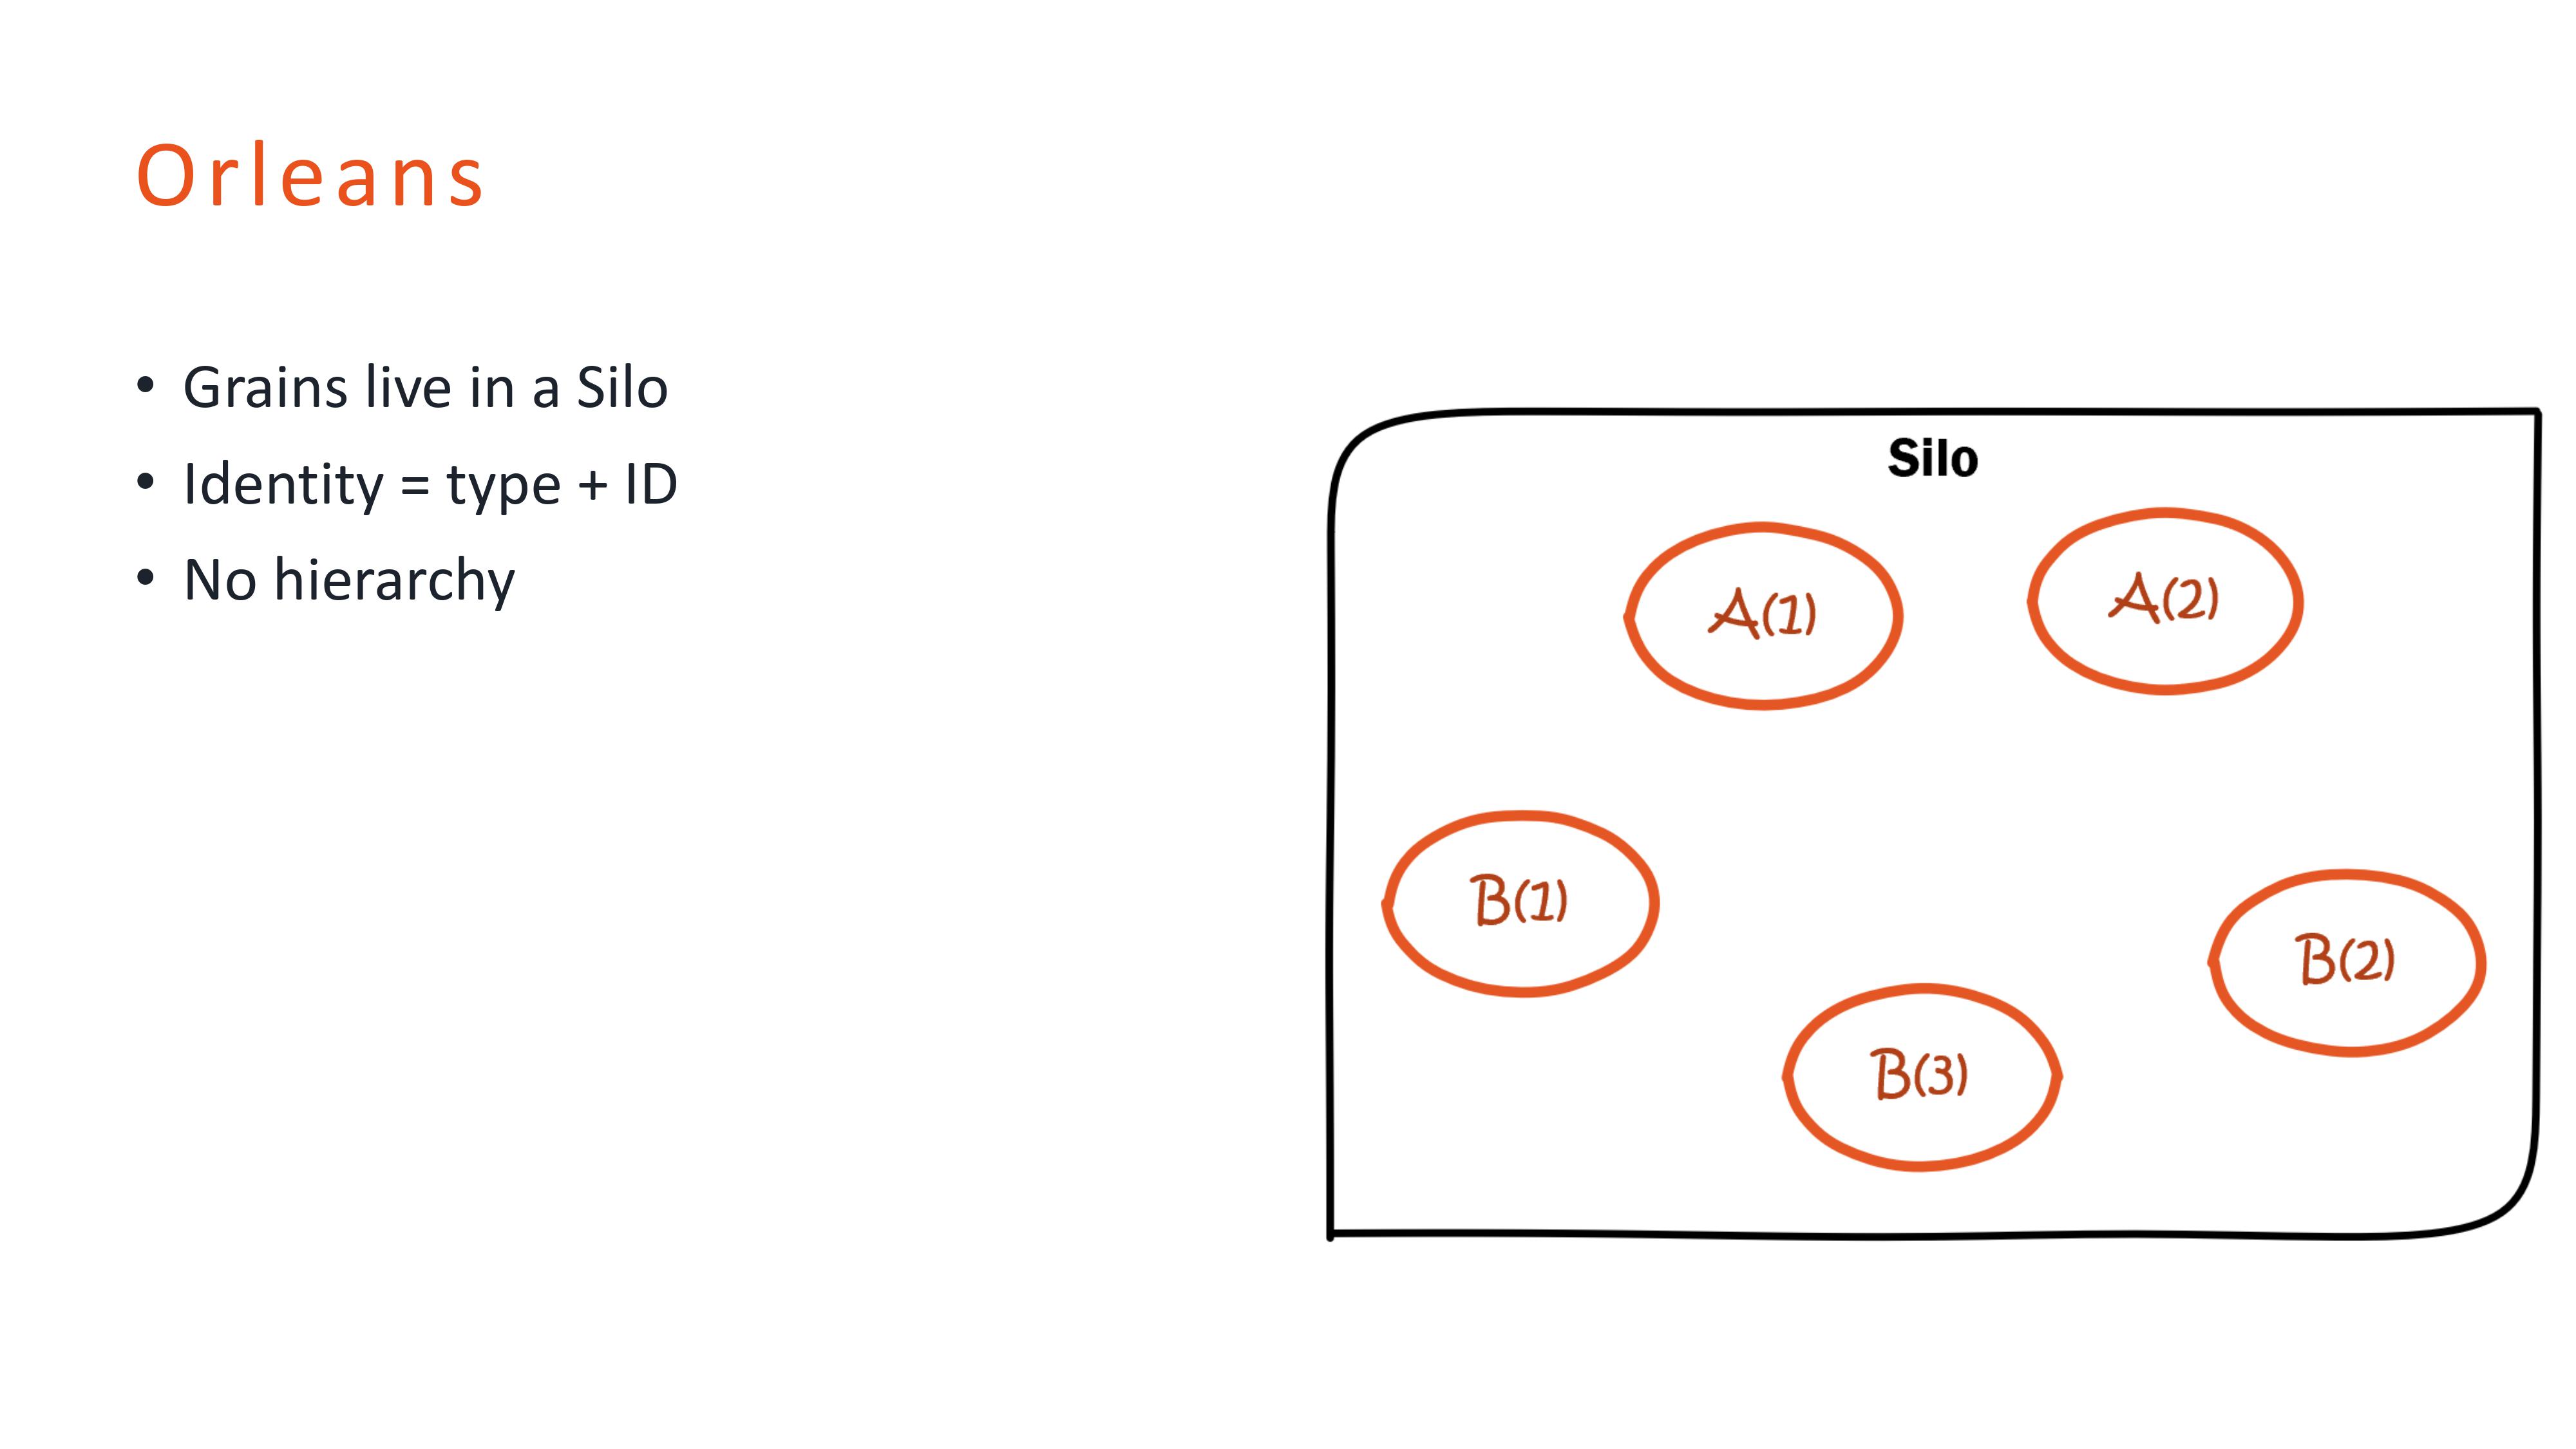 Orleans
• Grains live in a Silo
• Identity = type + ID
• No hierarchy
Silo
A(1)
A(2)
B(1)
B(2)
B(3)